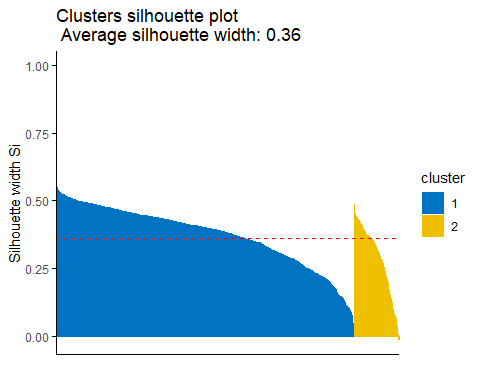 Clusters silhouette plot
Average silhouette width: 0.36
1.00
0.75
0.50
0.25
0.00
Silhouette width Si
cluster
1
2